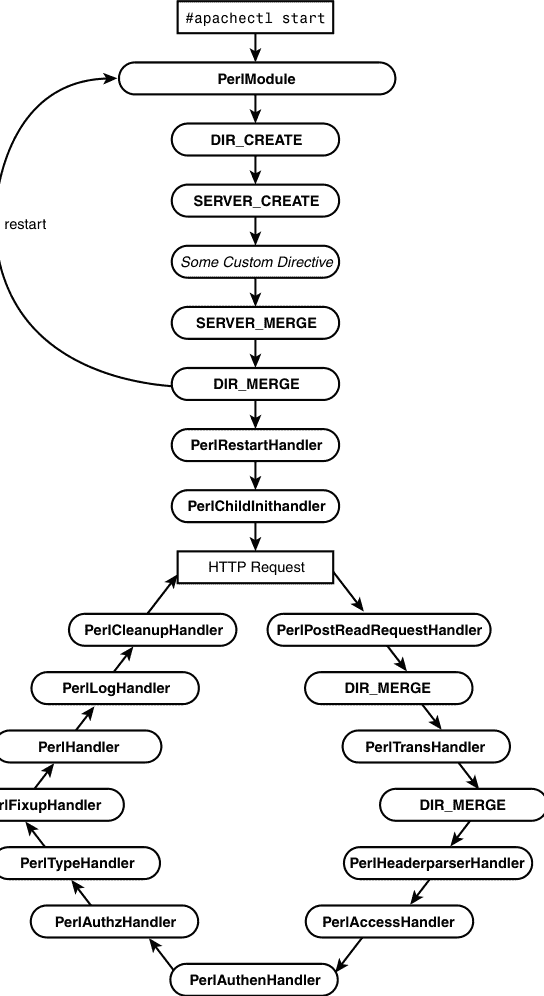 #apachectl start
PerlModule
DIR_CREATE
SERVER_CREATE
restart
Some Custom Directive
SERVER_MERGE
DIR_MERGE
PerlRestartHandler
PerlChildInithandler
HTTP Request
PerlCleanupHandler
PerlPostReadRequestHandler
PerlLogHandler
DIR_MERGE
PerlHandler
PerlTransHandler
rlFixupHandler
DIR_MERGE
PerlTypeHandler
PerlHeaderparserHandler
PerlAuthzHandler
PerlAccessHandler
PerlAuthenHandler